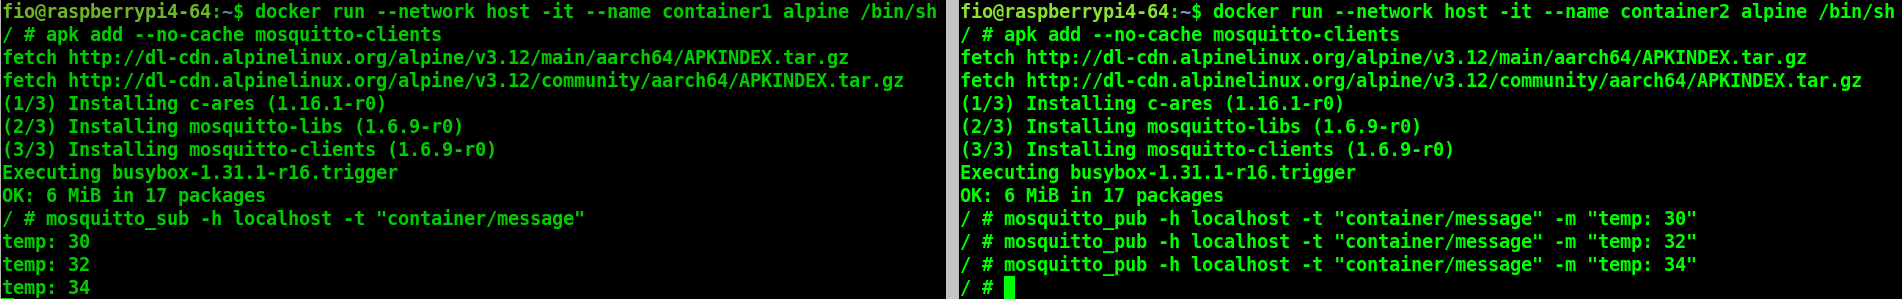 fio@raspberrypi4-64:~$ docker run --network host -it --name container1 alpine /bin/sh
/ # apk add --no-cache mosquitto-clients
fetch http://dl-cdn.alpinelinux.org/alpine/v3.12/main/aarch64/APKINDEX.tar.gz
fetch http://dl-cdn.alpinelinux.org/alpine/v3.12/community/aarch64/APKINDEX.tar.gz
(1/3) Installing c-ares (1.16.1-r0)
(2/3) Installing mosquitto-libs (1.6.9-r0)
(3/3) Installing mosquitto-clients (1.6.9-r0)
Executing busybox-1.31.1-r16.trigger
OK: 6 MiB in 17 packages
/ # mosquitto_sub -h localhost -t "container/message"
temp: 30
temp: 32
temp: 34
fio@raspberrypi4-64:~$ docker run --network host -it --name container2 alpine /bin/sh
/ # apk add --no-cache mosquitto-clients
fetch http://dl-cdn.alpinelinux.org/alpine/v3.12/main/aarch64/APKINDEX.tar.gz
fetch http://dl-cdn.alpinelinux.org/alpine/v3.12/community/aarch64/APKINDEX.tar.gz
(1/3) Installing c-ares (1.16.1-r0)
(2/3) Installing mosquitto-libs (1.6.9-r0)
(3/3) Installing mosquitto-clients (1.6.9-r0)
Executing busybox-1.31.1-r16.trigger
OK: 6 MiB in 17 packages
/ # mosquitto_pub -h localhost -t "container/message" -m "temp: 30"
/ # mosquitto_pub -h localhost -t "container/message" -m "temp: 32"
/ # mosquitto_pub -h localhost -t "container/message" -m "temp: 34"
/ #